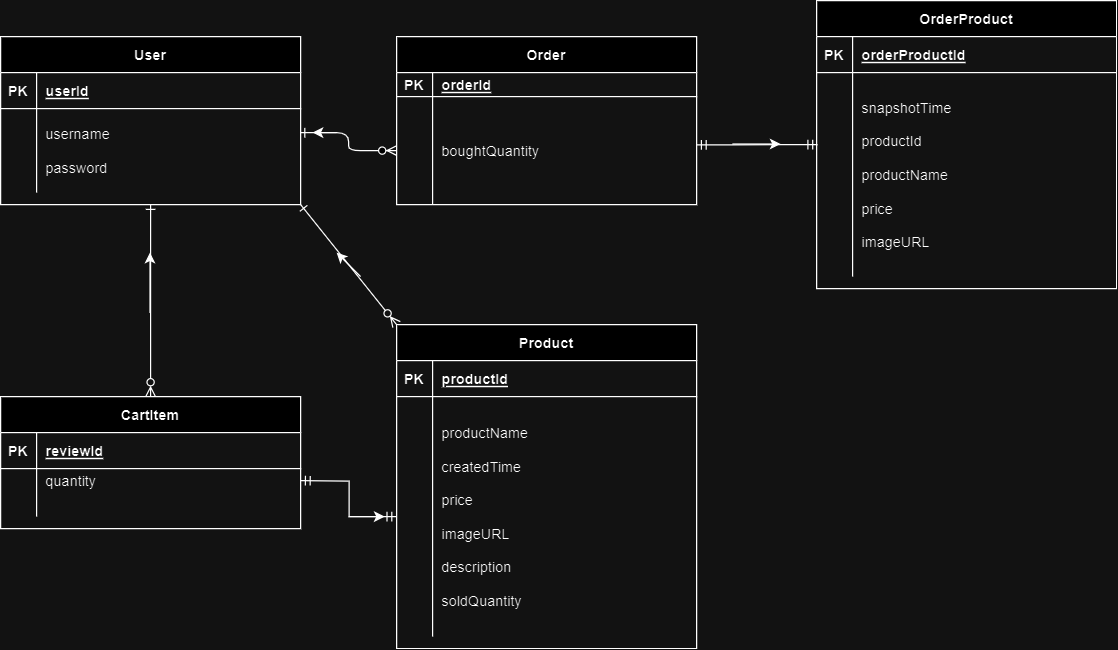 User
PK userId
username
password
Order
PK orderId
boughtQuantity
OrderProduct
PK orderProductId
snapshotTime
productId
productName
price
imageURL
CartItem
PK reviewId
quantity
Product
PK productId
productName
createdTime
price
imageURL
description
soldQuantity